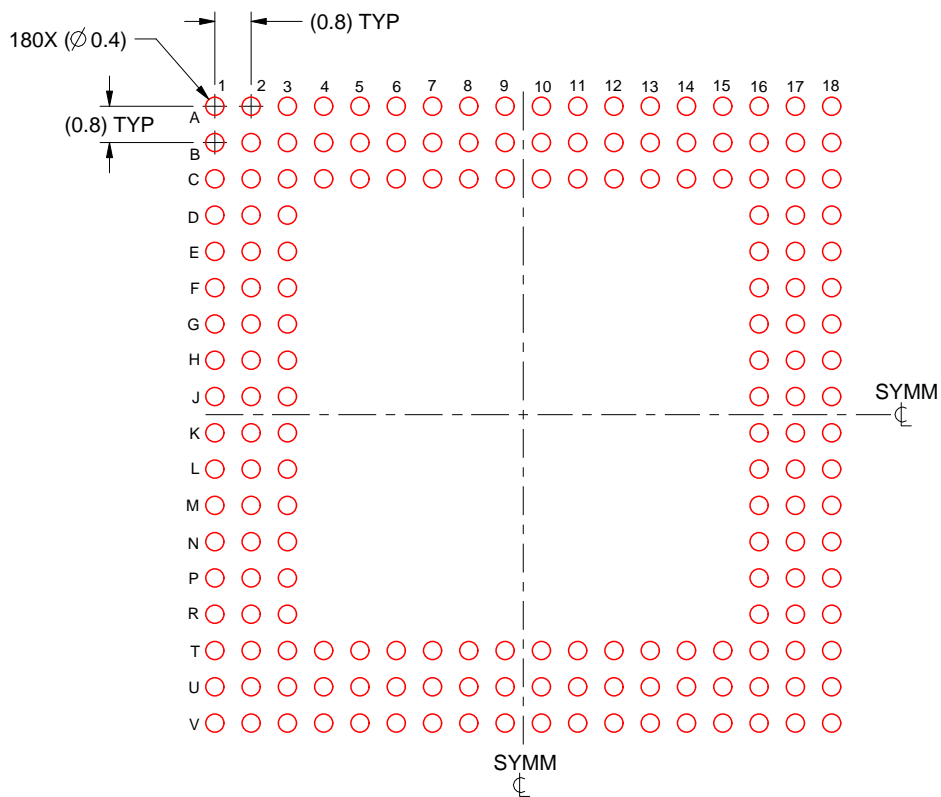 (0.8) TYP
180X (∅ 0.4)
1 2 3 4 5 6 7 8 9 10 11 12 13 14 15 16 17 18
A
(0.8) TYP
B
C
D
E
F
G
H
J
SYMM
℄
K
L
M
N
P
R
T
U
V
SYMM
℄